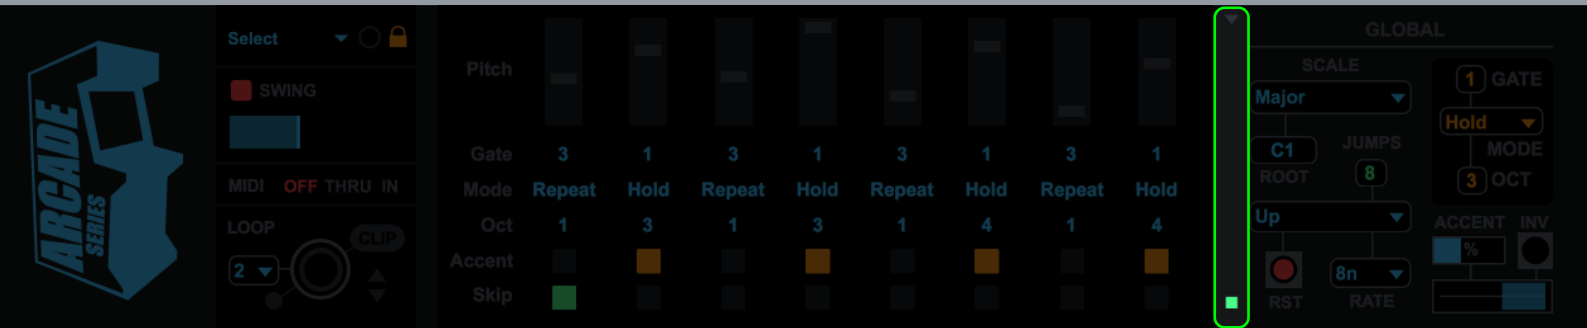 ARCADE
SERIES
Select
SWING
MIDI OFF THRU IN
LOOP
CLIP
2
Pitch
Gate 3 1 3 1 3 1 3 1
Mode Repeat Hold Repeat Hold Repeat Hold Repeat Hold
Oct 1 3 1 3 1 4 1 4
Accent
Skip
GLOBAL
SCALE
Major
C1
ROOT
JUMPS
8
Up
RST
8n
RATE
1 GATE
Hold
MODE
3 OCT
ACCENT INV
%